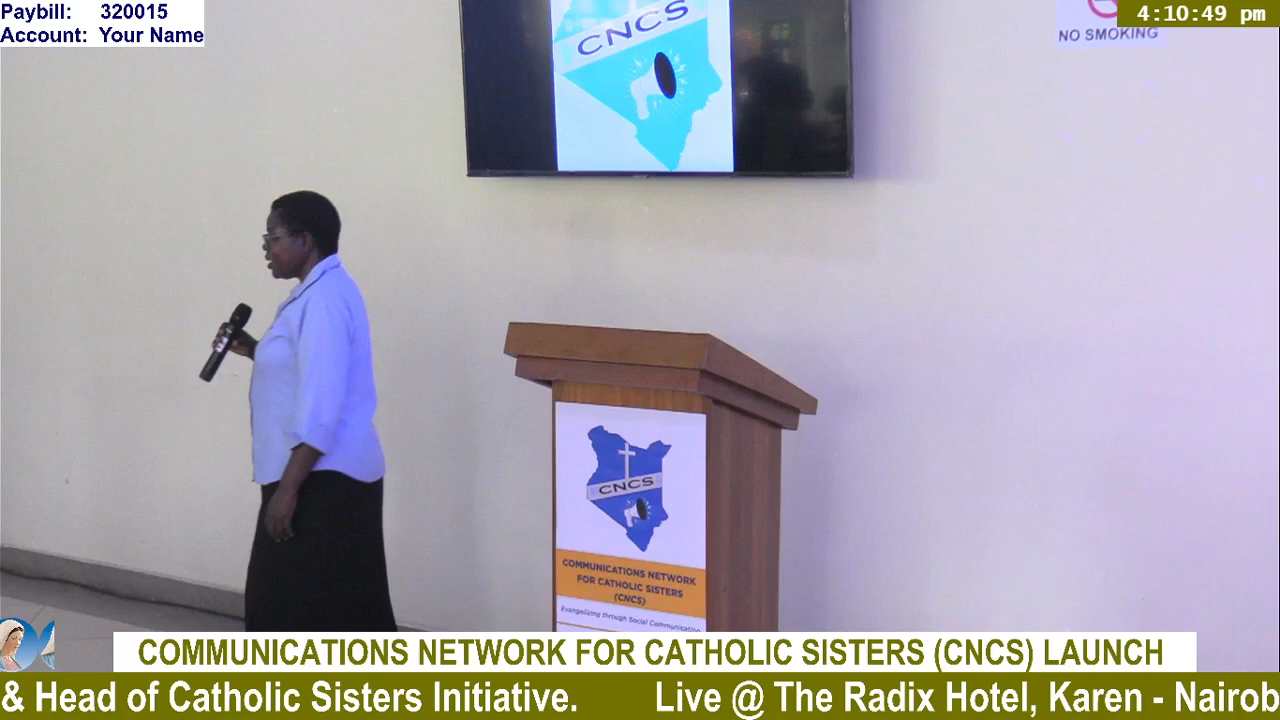 Paybill: 320015
Account: Your Name
4:10:49 pm
NO SMOKING
CNCS
CNCS
COMMUNICATIONS NETWORK
FOR CATHOLIC SISTERS
(CNCS)
Evangelizing through Social Communication
COMMUNICATIONS NETWORK FOR CATHOLIC SISTERS (CNCS) LAUNCH
& Head of Catholic Sisters Initiative. Live @ The Radix Hotel, Karen - Nairob